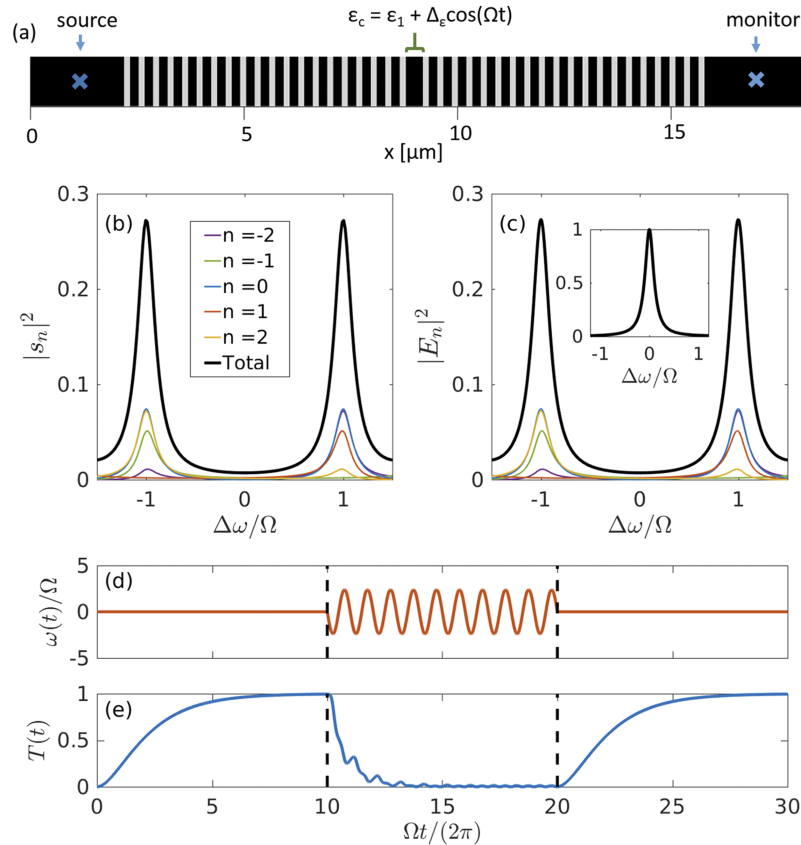 εc = ε1 + Δεcos(Ωt)
(a) source monitor
0 5 10 15
x [μm]
(b)
0.3
0.2
0.1
0
|sn|²
n =-2
n =-1
n =0
n =1
n =2
Total
-1 0 1
Δω/Ω
(c)
0.3
0.2
0.1
0
|En|²
1
0.5
0
-1 0 1
Δω/Ω
-1 0 1
Δω/Ω
(d)
5
0
-5
ω(t)/Ω
(e)
1
0.5
0
T(t)
0 5 10 15 20 25 30
Ωt/(2π)